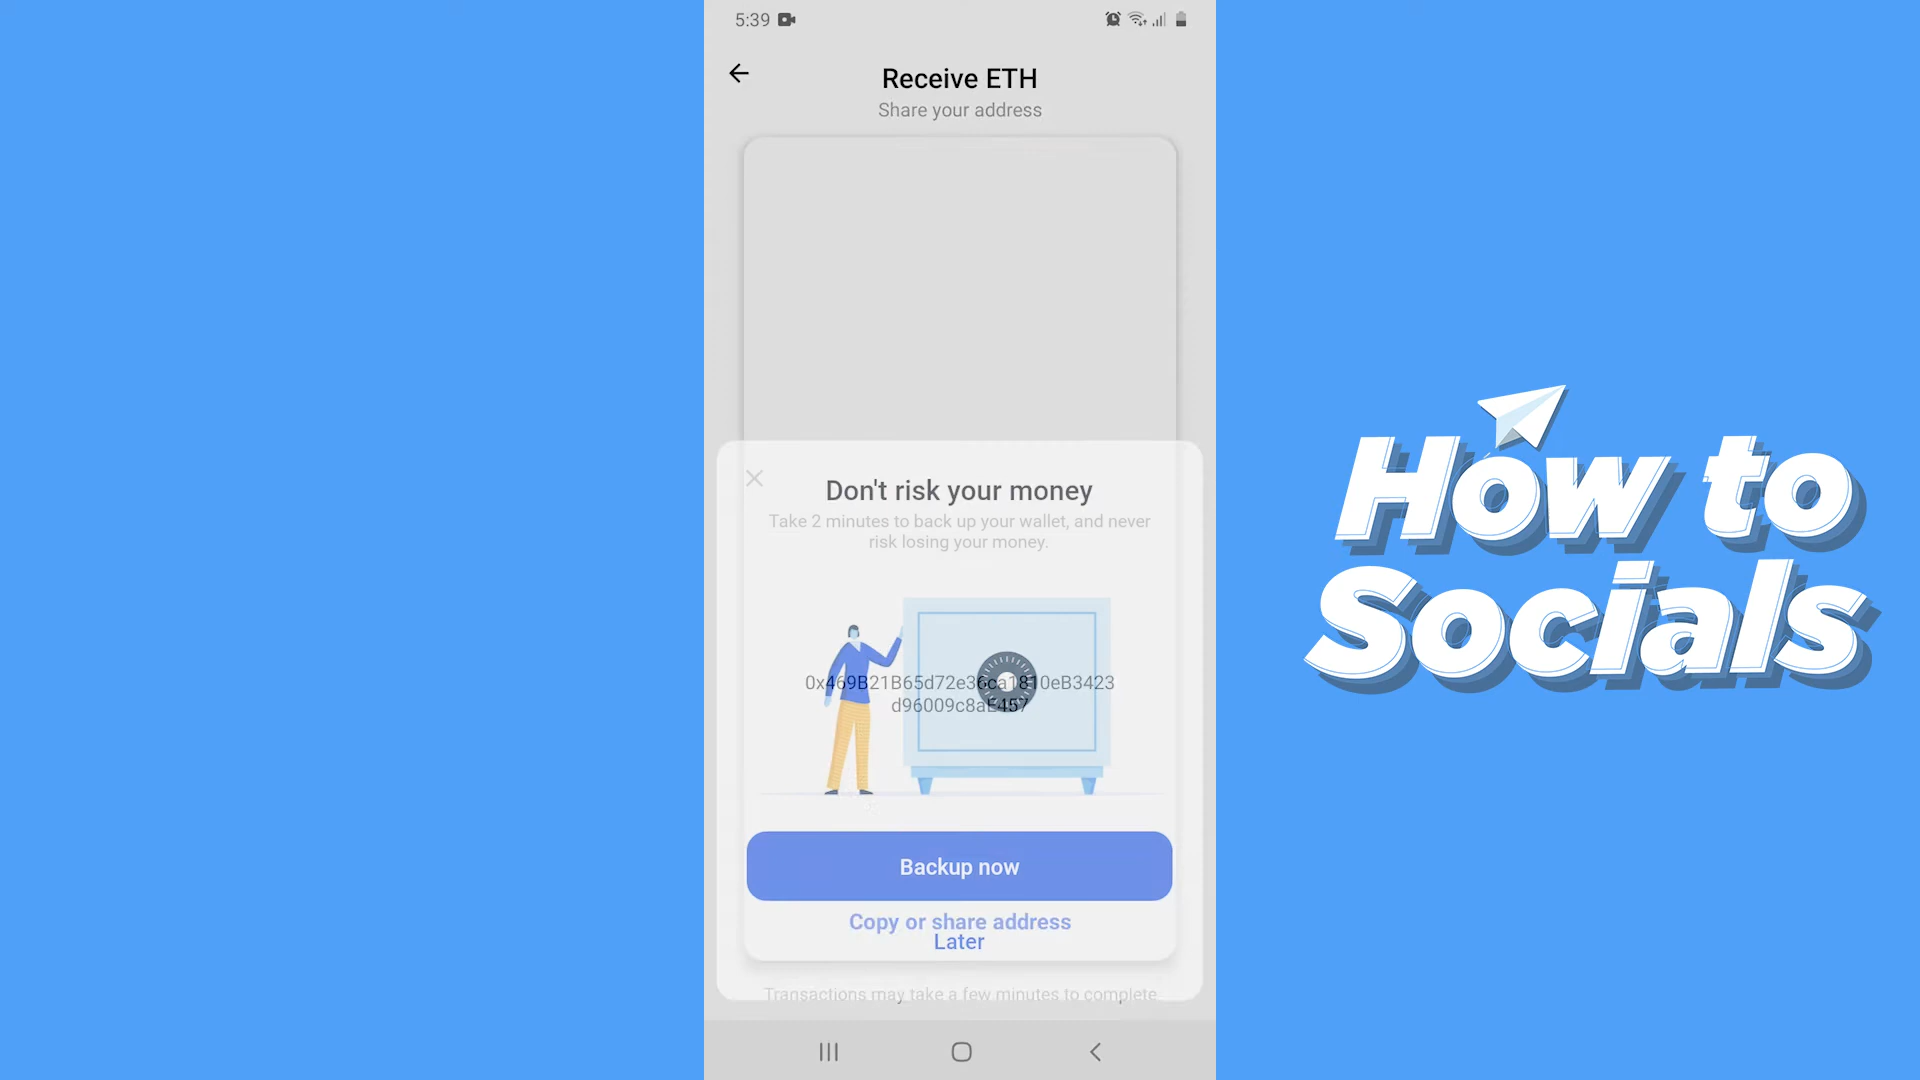 5:39
Receive ETH
Share your address
Don't risk your money
Take 2 minutes to back up your wallet, and never
risk losing your money.
0x469B21B65d72e36ca1810eB3423
d96009c8aE457
Backup now
Copy or share address
Later
Transactions may take a few minutes to complete
How to
Socials